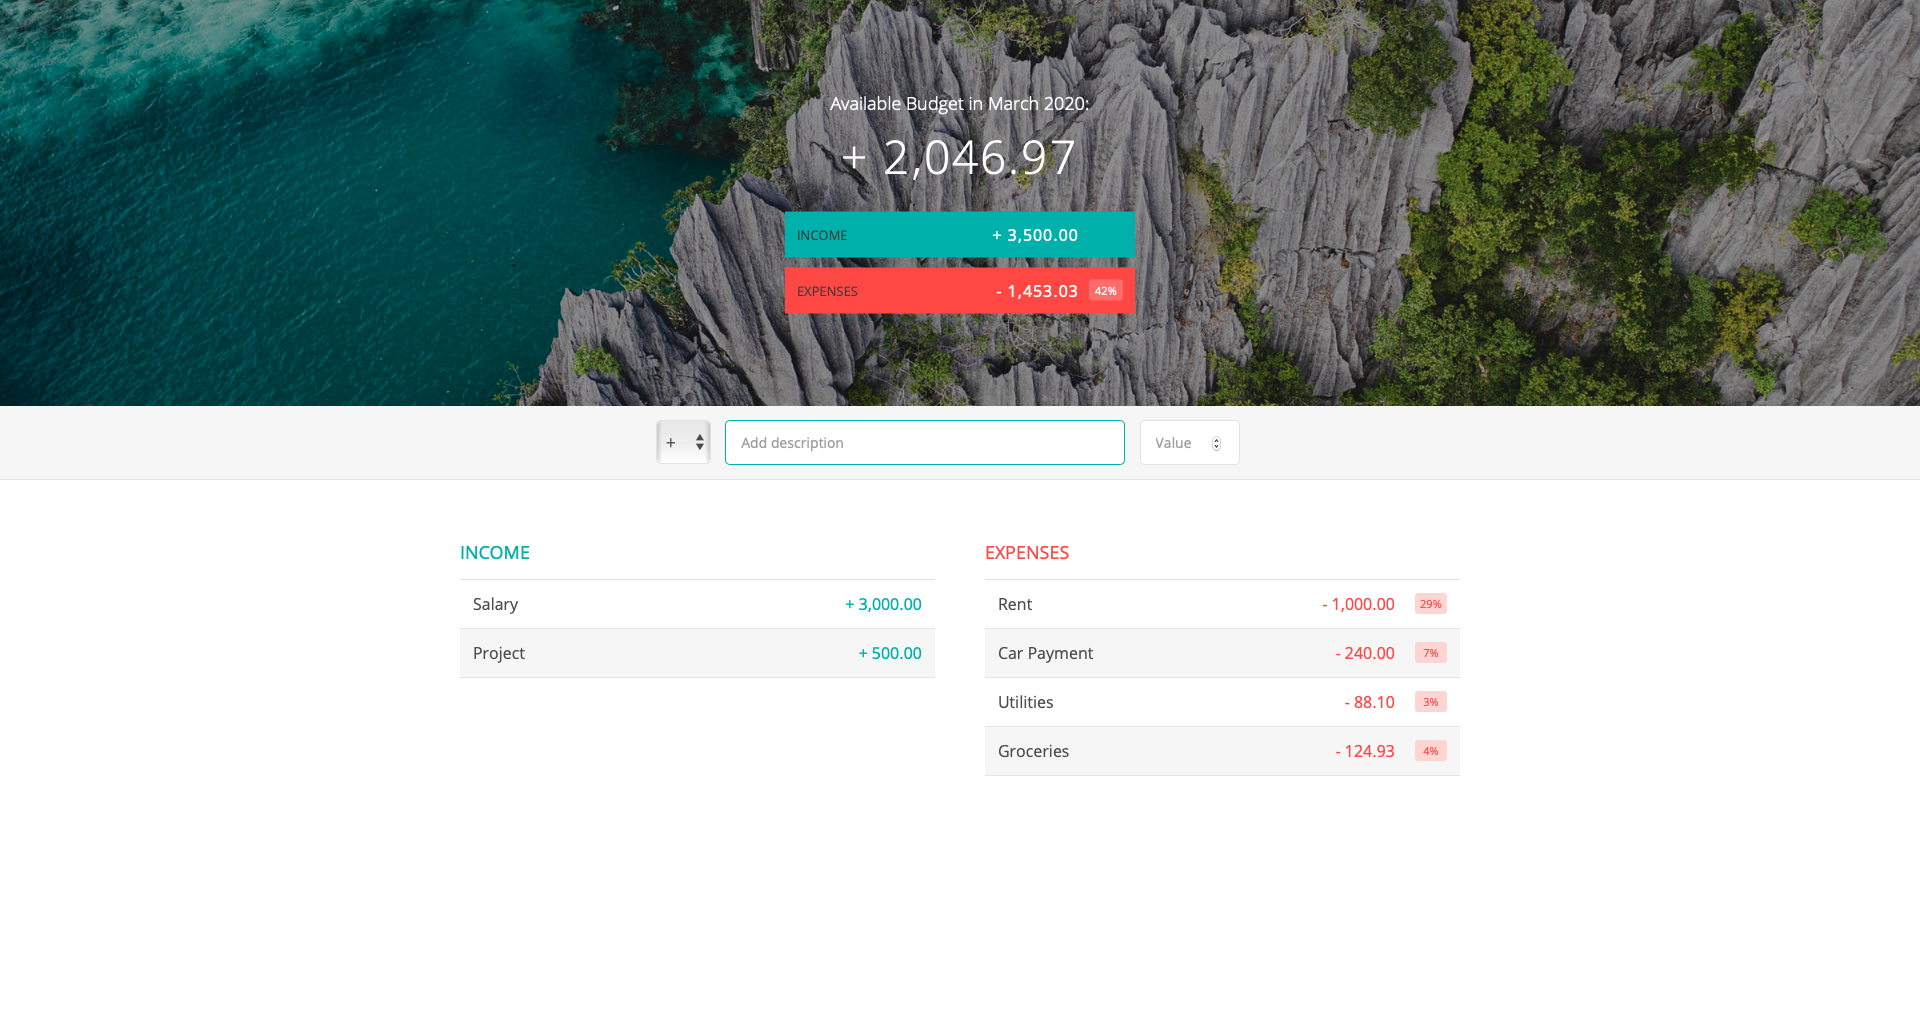 Available Budget in March 2020:
+ 2,046.97
INCOME + 3,500.00
EXPENSES - 1,453.03 42%
+ Add description Value
INCOME
Salary + 3,000.00
Project + 500.00
EXPENSES
Rent - 1,000.00 29%
Car Payment - 240.00 7%
Utilities - 88.10 3%
Groceries - 124.93 4%